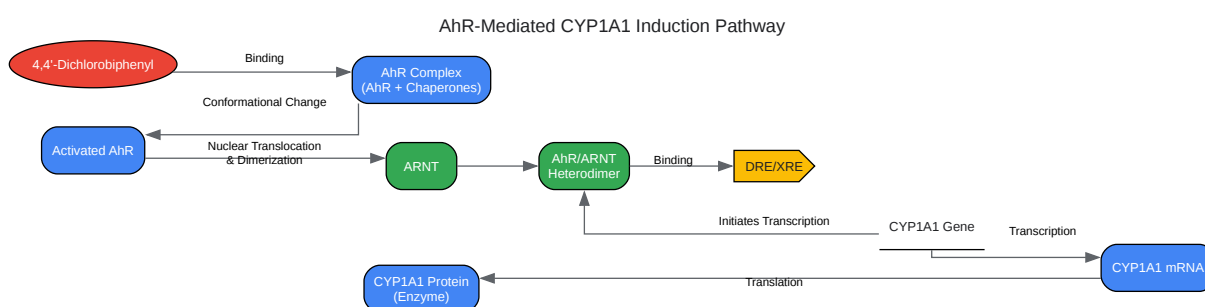 AhR-Mediated CYP1A1 Induction Pathway
4,4'-Dichlorobiphenyl
Binding
AhR Complex
(AhR + Chaperones)
Conformational Change
Activated AhR
Nuclear Translocation
& Dimerization
ARNT
AhR/ARNT
Heterodimer
Binding
DRE/XRE
Initiates Transcription
CYP1A1 Gene
Transcription
CYP1A1 mRNA
Translation
CYP1A1 Protein
(Enzyme)